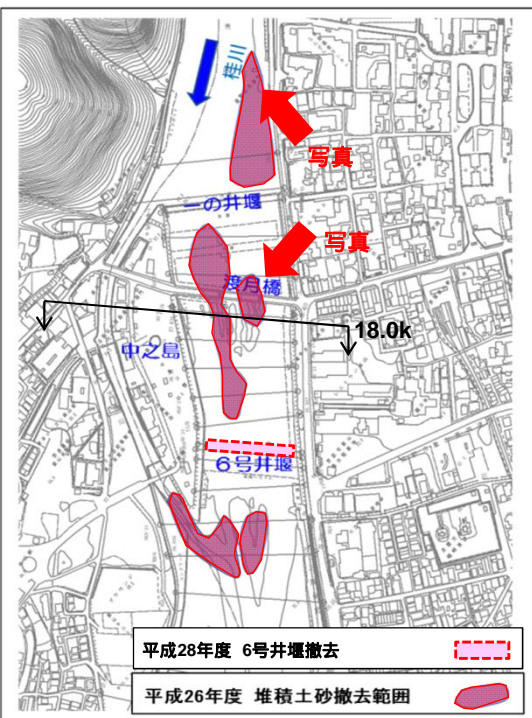 桂川
写真
一の井堰
写真
渡月橋
18.0k
中之島
6号井堰
平成28年度 6号井堰撤去
平成26年度 堆積土砂撤去範囲